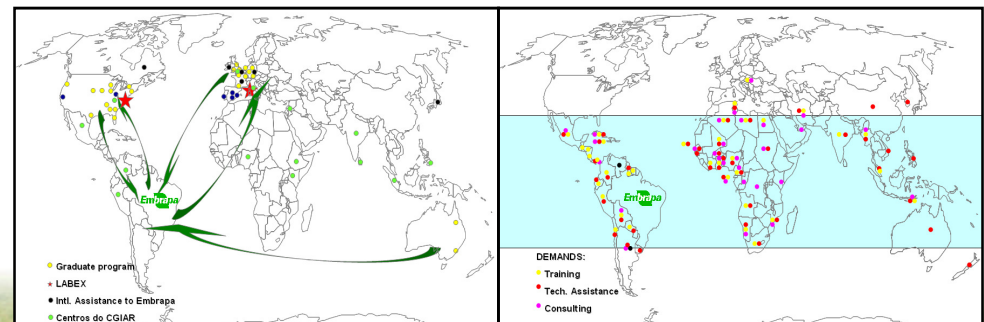 Embrapa
Graduate program
LABEX
Intl. Assistance to Embrapa
Centros do CGIAR
Embrapa
DEMANDS:
Training
Tech. Assistance
Consulting